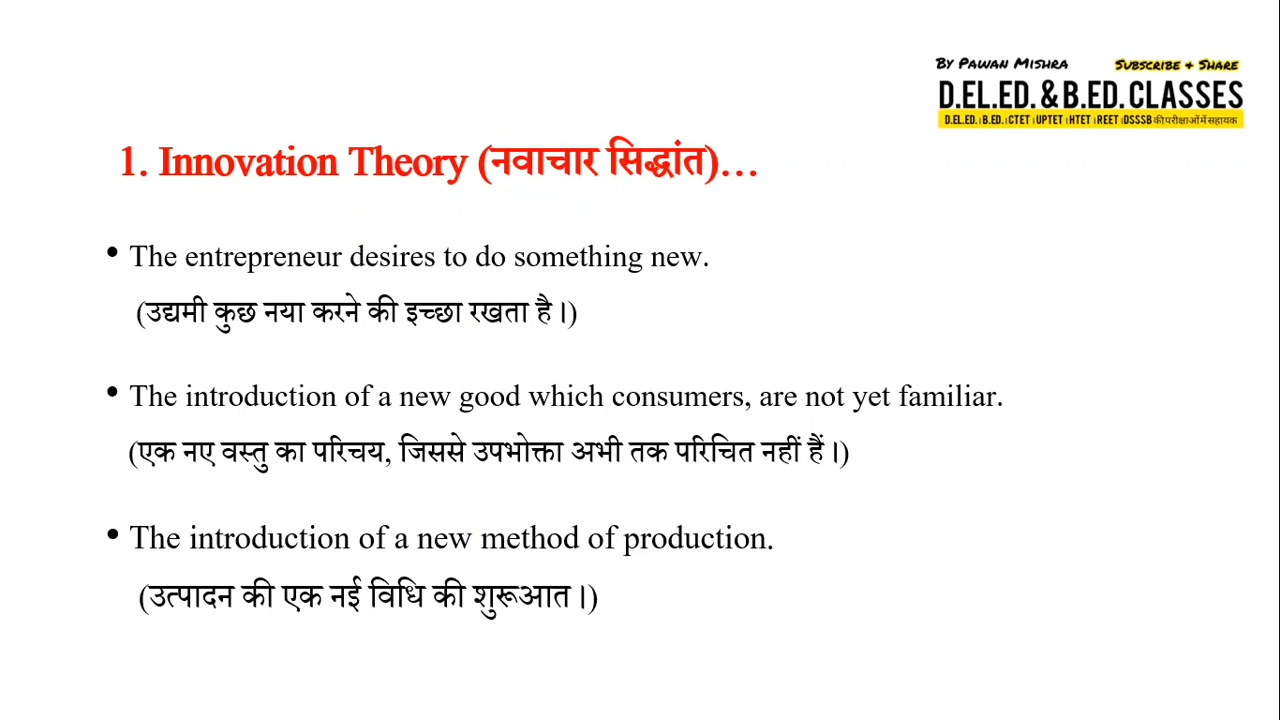 By Pawan Mishra Subscribe + Share
D.EL.ED. & B.ED. CLASSES
D.EL.ED. । B.ED. । CTET । UPTET । HTET । REET । DSSSB की परीक्षाओं में सहायक
1. Innovation Theory (नवाचार सिद्धांत)…
• The entrepreneur desires to do something new.
(उद्यमी कुछ नया करने की इच्छा रखता है।)
• The introduction of a new good which consumers, are not yet familiar.
(एक नए वस्तु का परिचय, जिससे उपभोक्ता अभी तक परिचित नहीं हैं।)
• The introduction of a new method of production.
(उत्पादन की एक नई विधि की शुरूआत।)